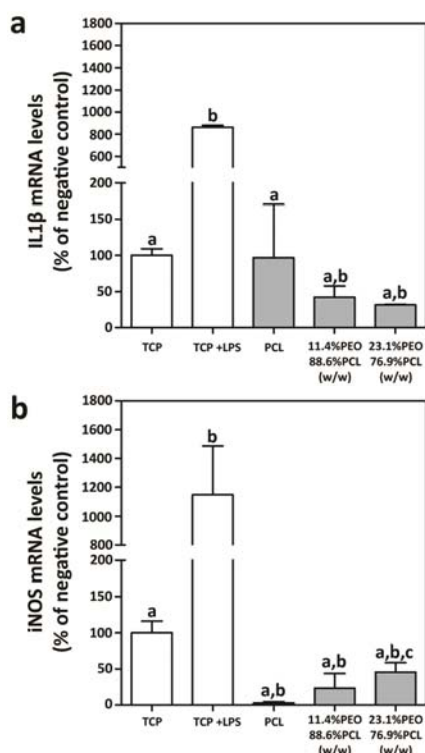 a
IL1β mRNA levels
(% of negative control)
1800
1600
1400
1200
1000
800
600
200
150
100
50
0
a
b
a
a,b
a,b
TCP
TCP +LPS
PCL
11.4%PEO
88.6%PCL
(w/w)
23.1%PEO
76.9%PCL
(w/w)
b
iNOS mRNA levels
(% of negative control)
1800
1600
1400
1200
1000
800
200
150
100
50
0
a
b
a,b
a,b
a,b,c
TCP
TCP +LPS
PCL
11.4%PEO
88.6%PCL
(w/w)
23.1%PEO
76.9%PCL
(w/w)